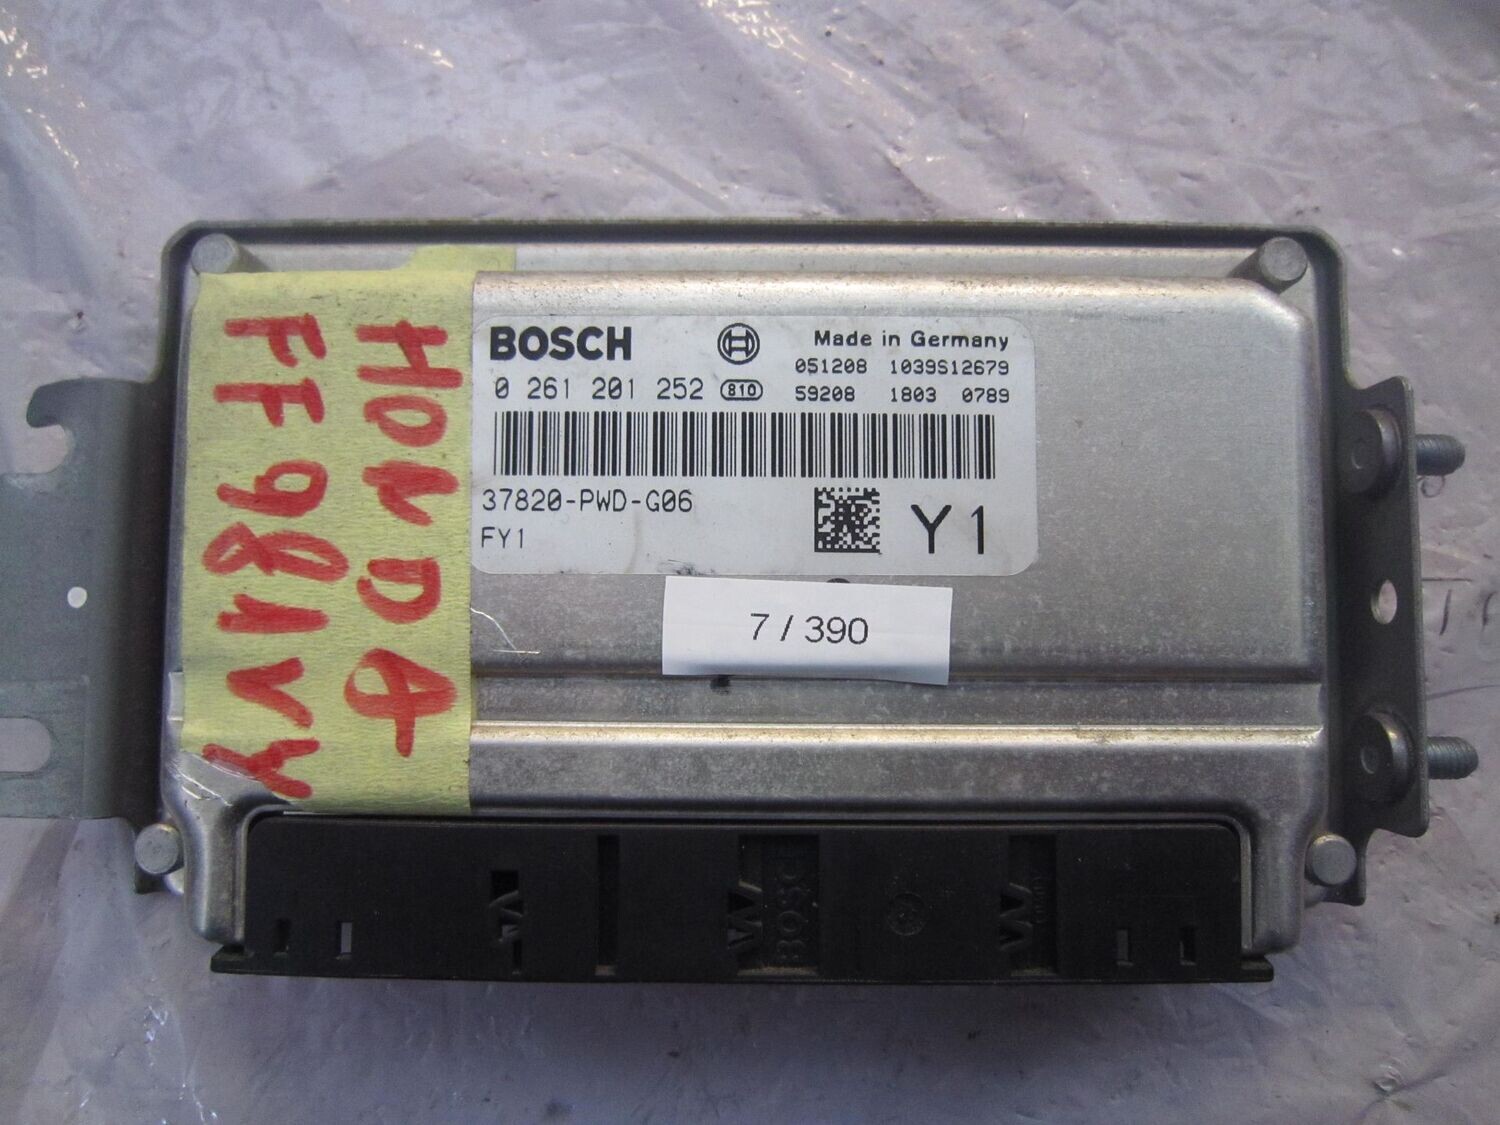 HONDA
FF981VY
BOSCH
Made in Germany
0 261 201 252 810
051208 1039S12679
59208 1803 0789
37820-PWD-G06
FY1
Y1
7 / 390
BOSCH